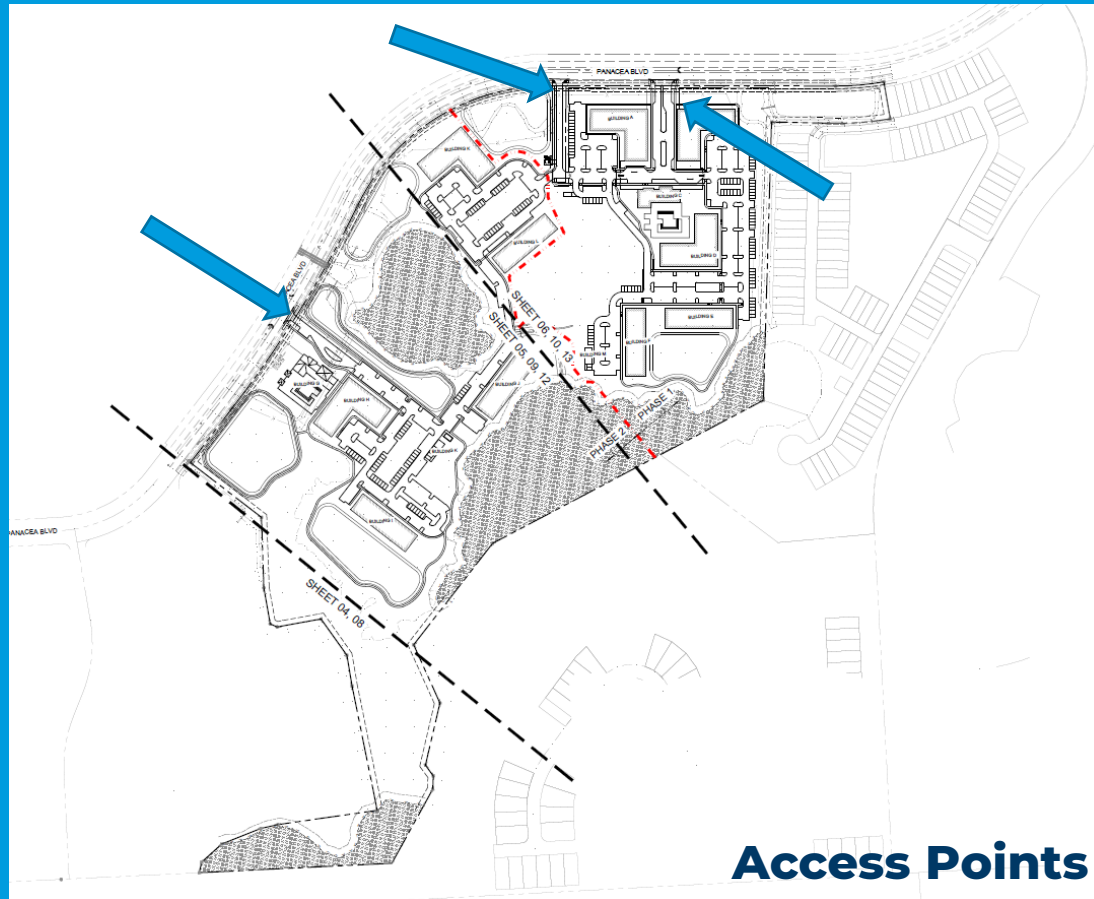 PANACEA BLVD
BUILDING A
BUILDING C
BUILDING D
BUILDING L
BUILDING E
BUILDING F
BUILDING M
SHEET 06, 10, 13
SHEET 05, 09, 12
PHASE 1
PHASE 2
BUILDING G
BUILDING H
BUILDING J
BUILDING K
BUILDING I
PANACEA BLVD
SHEET 04, 08
Access Points